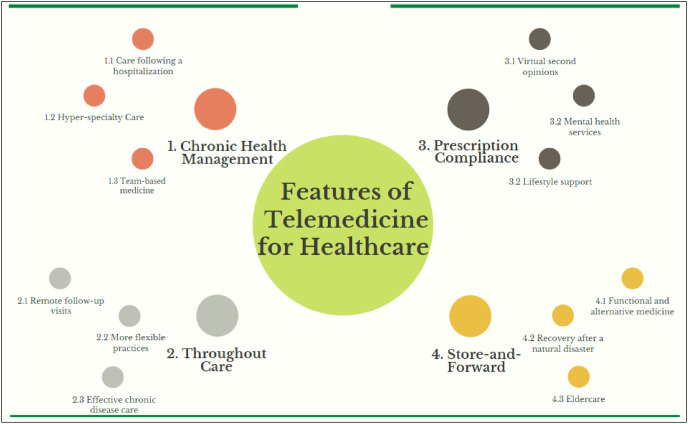 Features of
Telemedicine
for Healthcare
1. Chronic Health
Management
1.1 Care following a
hospitalization
1.2 Hyper-specialty Care
1.3 Team-based
medicine
2. Throughout
Care
2.1 Remote follow-up
visits
2.2 More flexible
practices
2.3 Effective chronic
disease care
3. Prescription
Compliance
3.1 Virtual second
opinions
3.2 Mental health
services
3.2 Lifestyle support
4. Store-and-
Forward
4.1 Functional and
alternative medicine
4.2 Recovery after a
natural disaster
4.3 Eldercare